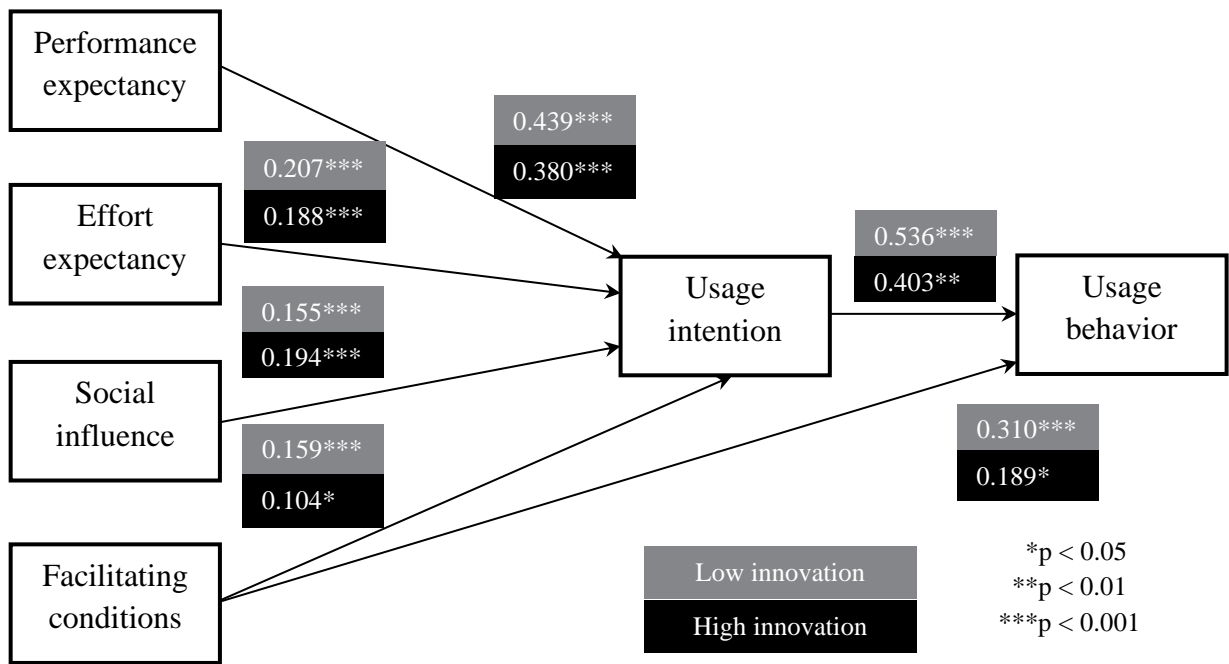 Performance
expectancy
0.439***
0.380***
0.207***
0.188***
Effort
expectancy
0.536***
0.403**
Usage
intention
Usage
behavior
0.155***
0.194***
Social
influence
0.159***
0.104*
0.310***
0.189*
Facilitating
conditions
Low innovation
High innovation
*p < 0.05
**p < 0.01
***p < 0.001